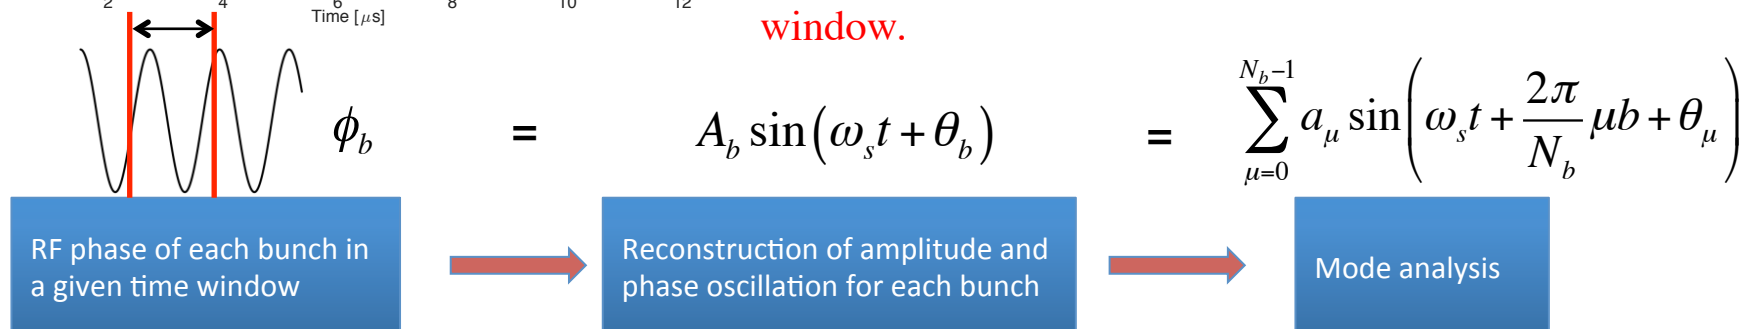 2 4 6 8 10 12
Time [μs]
window.
ϕ_b = A_b sin(ω_s t + θ_b) = ∑_{μ=0}^{N_b−1} a_μ sin(ω_s t + \frac{2π}{N_b} μb + θ_μ)
RF phase of each bunch in
a given time window
Reconstruction of amplitude and
phase oscillation for each bunch
Mode analysis